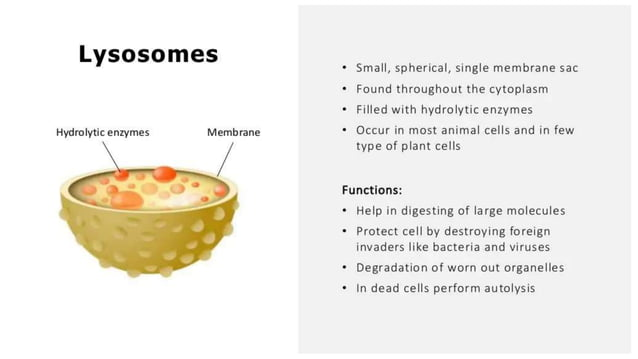 Lysosomes
Hydrolytic enzymes
Membrane
• Small, spherical, single membrane sac
• Found throughout the cytoplasm
• Filled with hydrolytic enzymes
• Occur in most animal cells and in few
type of plant cells
Functions:
• Help in digesting of large molecules
• Protect cell by destroying foreign
invaders like bacteria and viruses
• Degradation of worn out organelles
• In dead cells perform autolysis